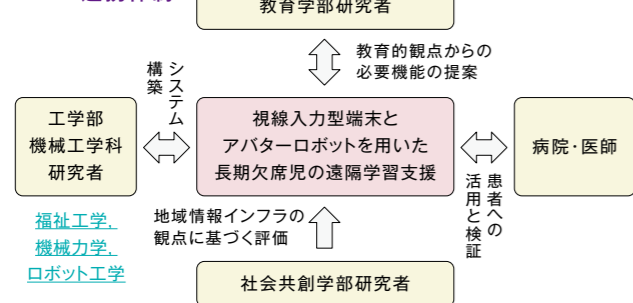 教育学部研究者
教育的観点からの
必要機能の提案
システム
構築
工学部
機械工学科
研究者
視線入力型端末と
アバターロボットを用いた
長期欠席児の遠隔学習支援
病院・医師
患者への
活用と検証
福祉工学,
機械力学,
ロボット工学
地域情報インフラの
観点に基づく評価
社会共創学部研究者